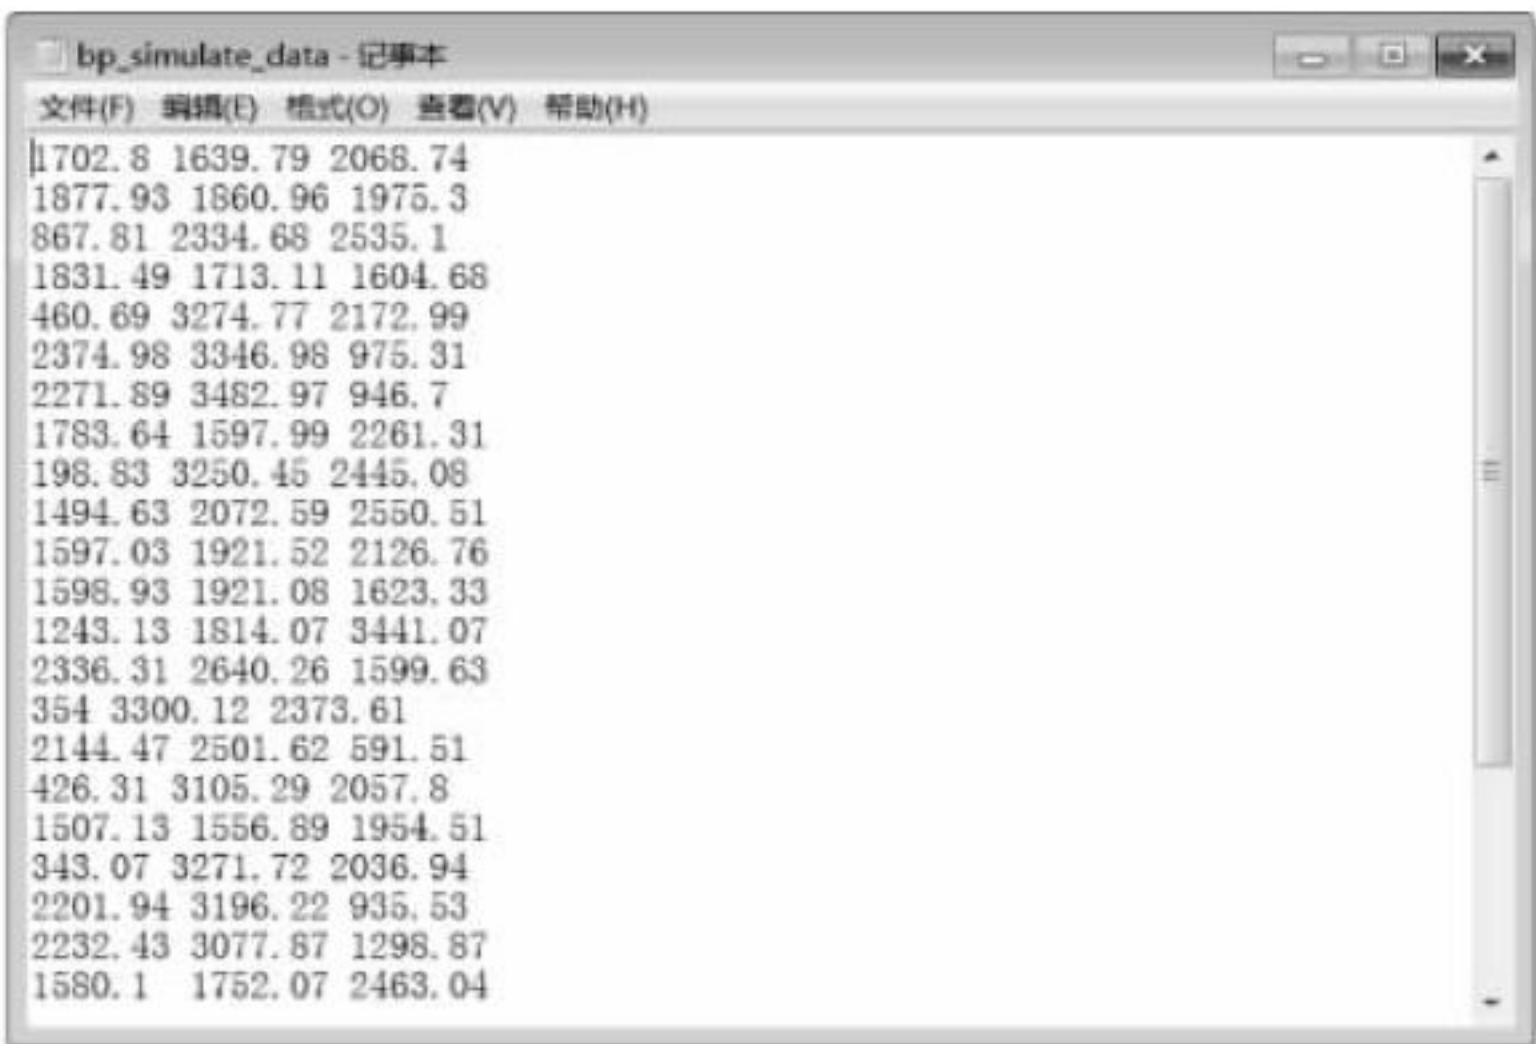 bp_simulate_data - 记事本
文件(F) 编辑(E) 格式(O) 查看(V) 帮助(H)
1702.8 1639.79 2068.74
1877.93 1860.96 1975.3
867.81 2334.68 2535.1
1831.49 1713.11 1604.68
460.69 3274.77 2172.99
2374.98 3346.98 975.31
2271.89 3482.97 946.7
1783.64 1597.99 2261.31
198.83 3250.45 2445.08
1494.63 2072.59 2550.51
1597.03 1921.52 2126.76
1598.93 1921.08 1623.33
1243.13 1814.07 3441.07
2336.31 2640.26 1599.63
354 3300.12 2373.61
2144.47 2501.62 591.51
426.31 3105.29 2057.8
1507.13 1556.89 1954.51
343.07 3271.72 2036.94
2201.94 3196.22 935.53
2232.43 3077.87 1298.87
1580.1 1752.07 2463.04